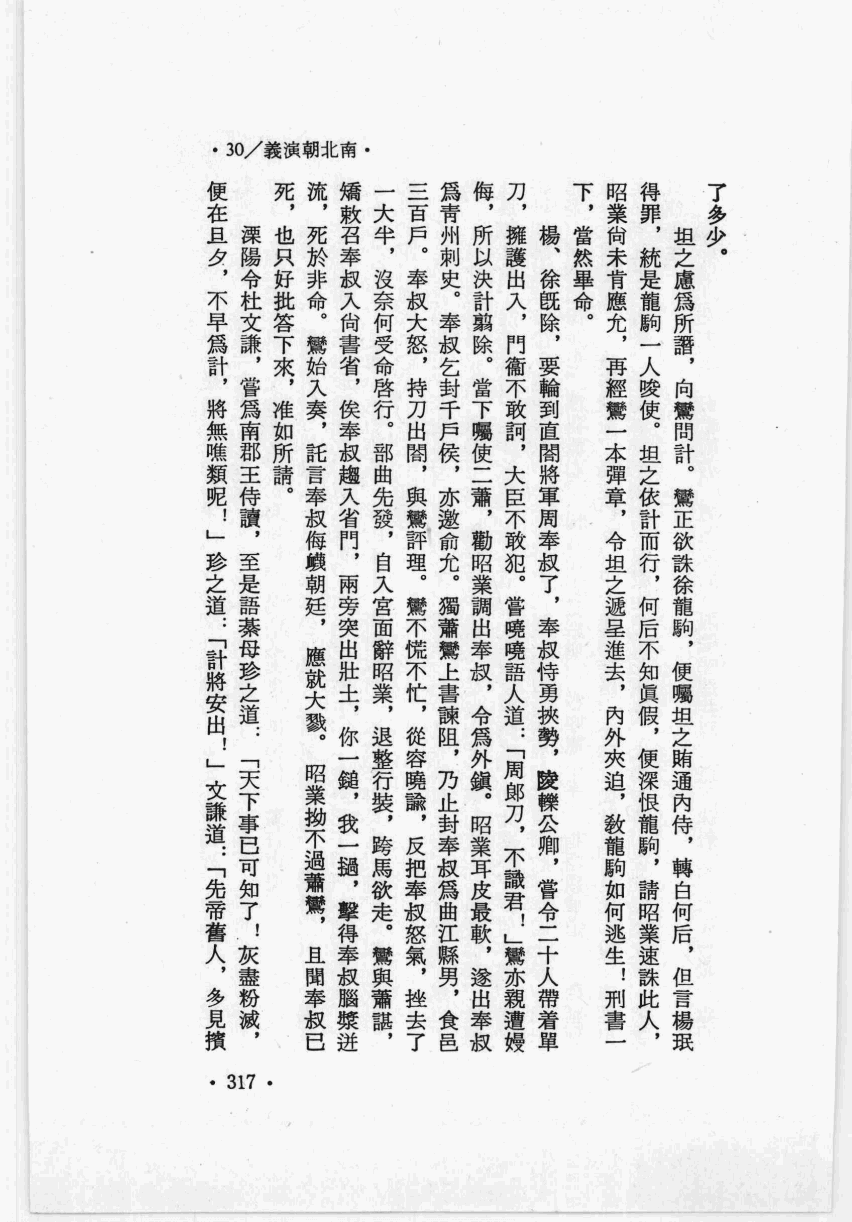 •30／義演朝北南•
了多少。
坦之慮爲所譖，向鸞問計。鸞正欲誅徐龍駒，便囑坦之賄通內侍，轉白何后，但言楊珉
得罪，統是龍駒一人唆使。坦之依計而行，何后不知眞假，便深恨龍駒，請昭業速誅此人，
昭業尙未肯應允，再經鸞一本彈章，令坦之遞呈進去，內外夾迫，敎龍駒如何逃生！刑書一
下，當然畢命。
楊、徐旣除，要輪到直閤將軍周奉叔了，奉叔恃勇挾勢，陵轢公卿，嘗令二十人帶着單
刀，擁護出入，門衞不敢訶，大臣不敢犯。嘗嘵嘵語人道：「周郞刀，不識君！」鸞亦親遭嫚
侮，所以決計翦除。當下囑使二蕭，勸昭業調出奉叔，令爲外鎭。昭業耳皮最軟，遂出奉叔
爲靑州刺史。奉叔乞封千戶侯，亦邀俞允。獨蕭鸞上書諫阻，乃止封奉叔爲曲江縣男，食邑
三百戶。奉叔大怒，持刀出閤，與鸞評理。鸞不慌不忙，從容曉諭，反把奉叔怒氣，挫去了
一大半，沒奈何受命啓行。部曲先發，自入宮面辭昭業，退整行裝，跨馬欲走。鸞與蕭諶，
矯敕召奉叔入尙書省，俟奉叔趨入省門，兩旁突出壯士，你一鎚，我一撾，擊得奉叔腦漿迸
流，死於非命。鸞始入奏，託言奉叔侮衊朝廷，應就大戮。昭業拗不過蕭鸞，且聞奉叔已
死，也只好批答下來，准如所請。
溧陽令杜文謙，嘗爲南郡王侍讀，至是語綦母珍之道：「天下事已可知了！灰盡粉滅，
便在旦夕，不早爲計，將無噍類呢！」珍之道：「計將安出！」文謙道：「先帝舊人，多見擯
•317•